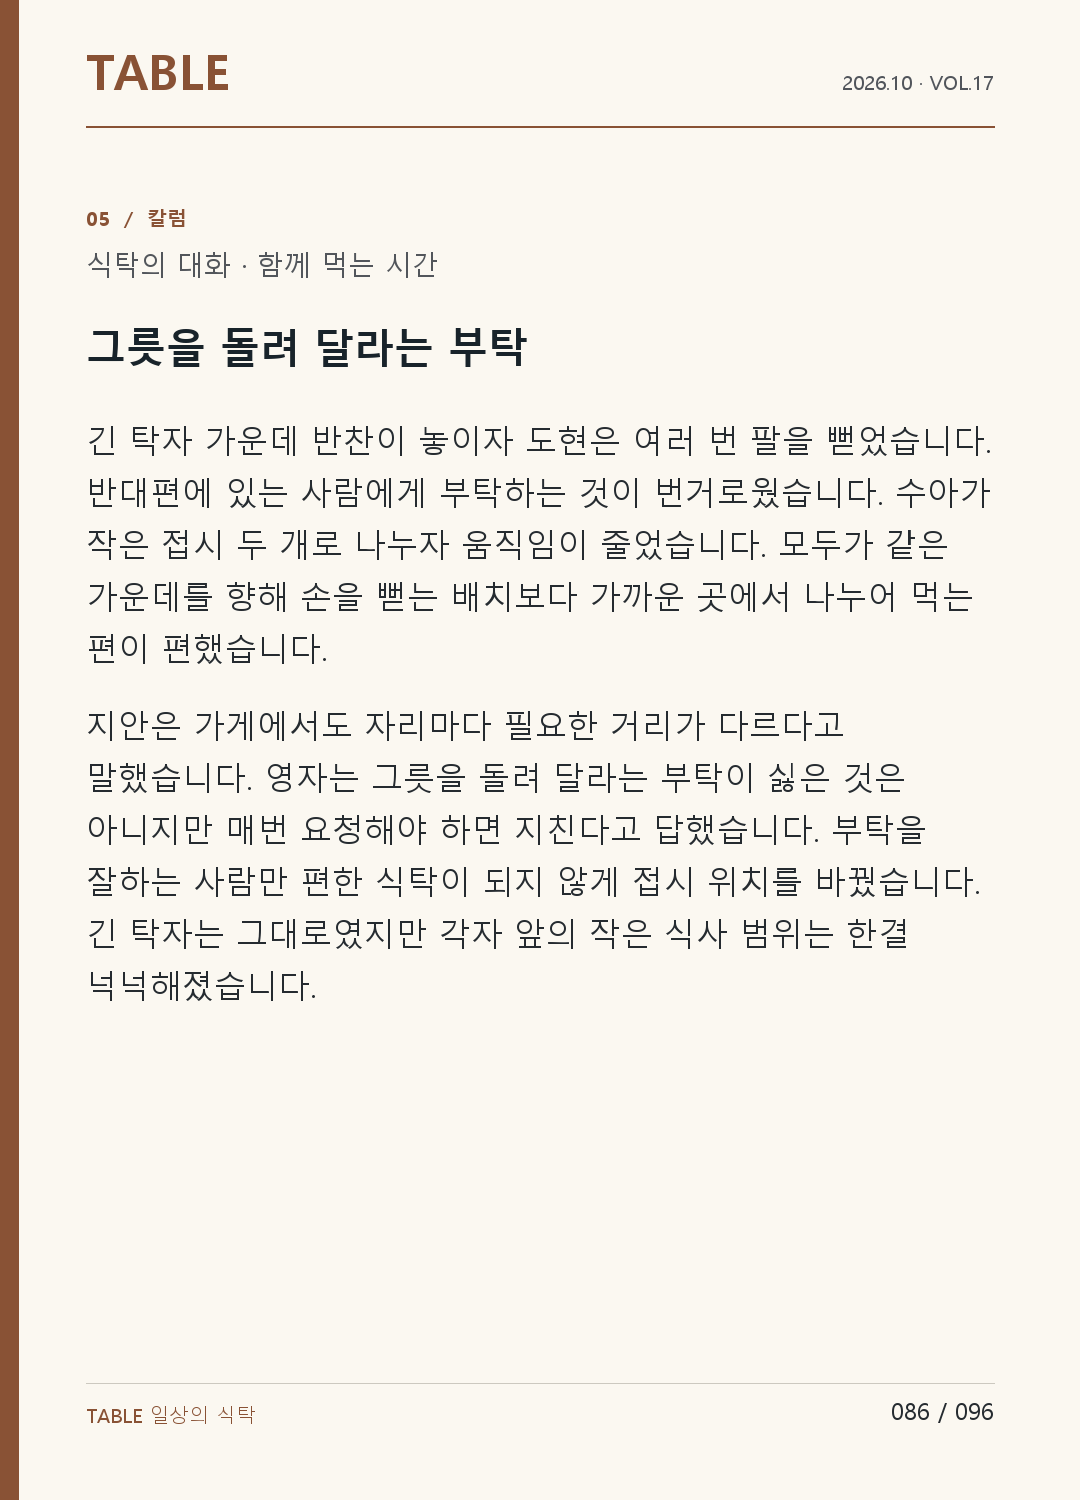 TABLE
2026.10 · VOL.17
05 / 칼럼
식탁의 대화 · 함께 먹는 시간
그릇을 돌려 달라는 부탁
긴 탁자 가운데 반찬이 놓이자 도현은 여러 번 팔을 뻗었습니다.
반대편에 있는 사람에게 부탁하는 것이 번거로웠습니다. 수아가
작은 접시 두 개로 나누자 움직임이 줄었습니다. 모두가 같은
가운데를 향해 손을 뻗는 배치보다 가까운 곳에서 나누어 먹는
편이 편했습니다.
지안은 가게에서도 자리마다 필요한 거리가 다르다고
말했습니다. 영자는 그릇을 돌려 달라는 부탁이 싫은 것은
아니지만 매번 요청해야 하면 지친다고 답했습니다. 부탁을
잘하는 사람만 편한 식탁이 되지 않게 접시 위치를 바꿨습니다.
긴 탁자는 그대로였지만 각자 앞의 작은 식사 범위는 한결
넉넉해졌습니다.
TABLE 일상의 식탁
086 / 096